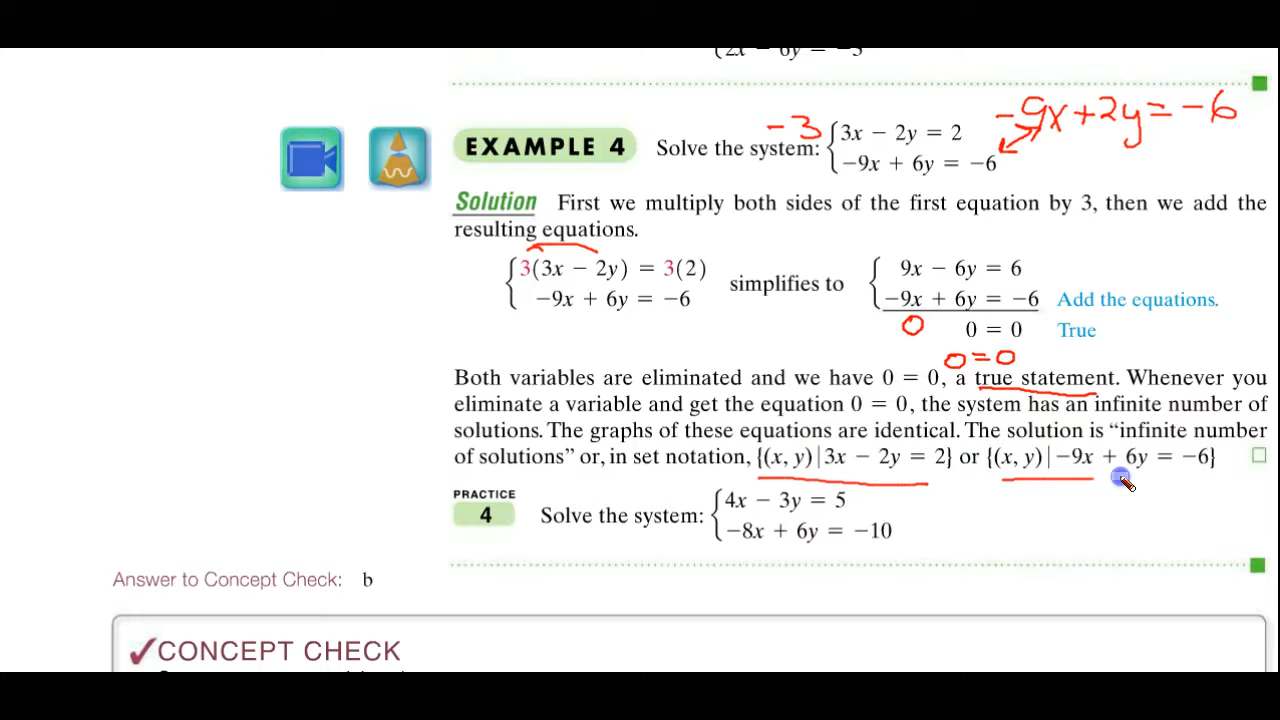 (2x − 6y = −3
−9x+2y=−6
EXAMPLE 4 Solve the system: −3 {3x − 2y = 2
−9x + 6y = −6
Solution First we multiply both sides of the first equation by 3, then we add the
resulting equations.
{3(3x − 2y) = 3(2) simplifies to {9x − 6y = 6
−9x + 6y = −6 −9x + 6y = −6 Add the equations.
0 0 = 0 True
0=0
Both variables are eliminated and we have 0 = 0, a true statement. Whenever you
eliminate a variable and get the equation 0 = 0, the system has an infinite number of
solutions. The graphs of these equations are identical. The solution is “infinite number
of solutions” or, in set notation, {(x, y)|3x − 2y = 2} or {(x, y)|−9x + 6y = −6}
PRACTICE
4 Solve the system: {4x − 3y = 5
−8x + 6y = −10
Answer to Concept Check: b
✓CONCEPT CHECK